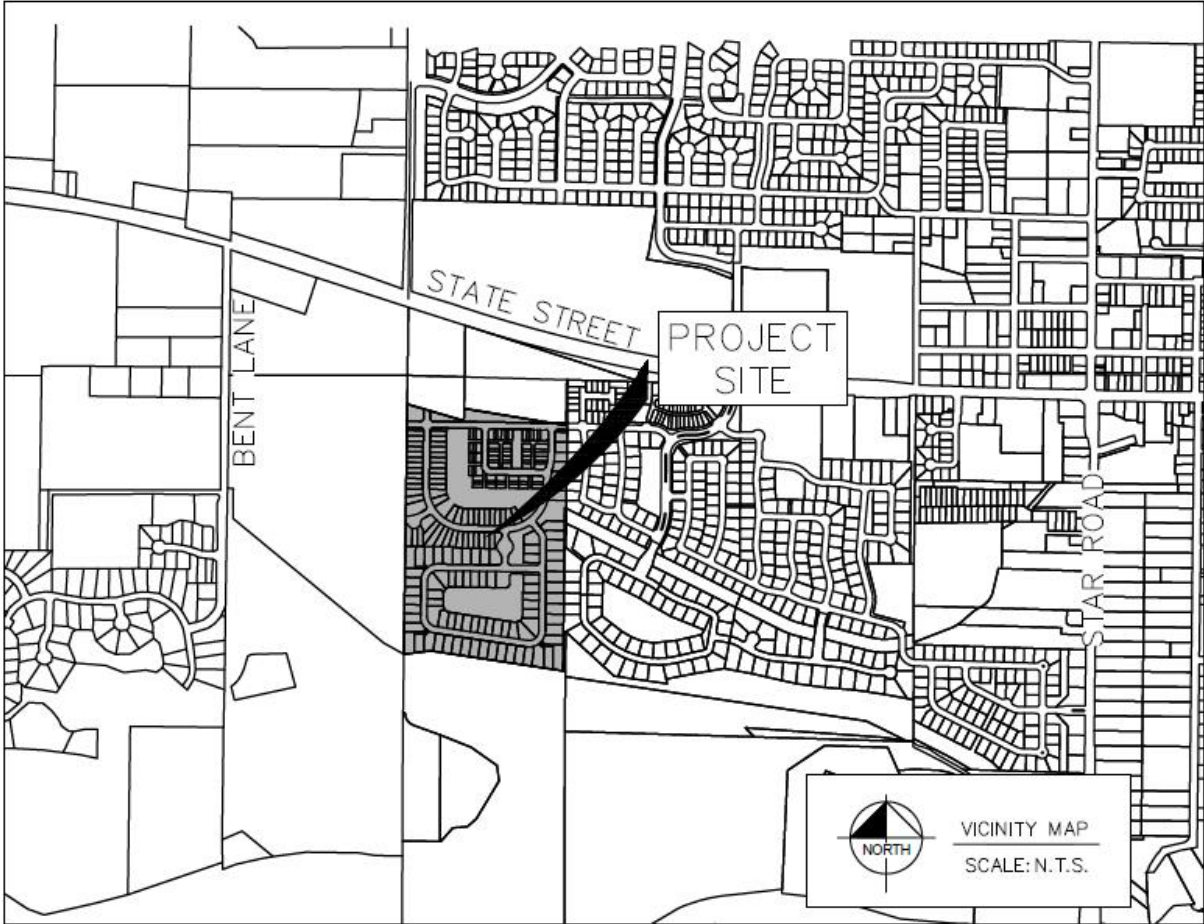 STATE STREET
PROJECT
SITE
BENT LANE
STAR ROAD
NORTH
VICINITY MAP
SCALE: N.T.S.